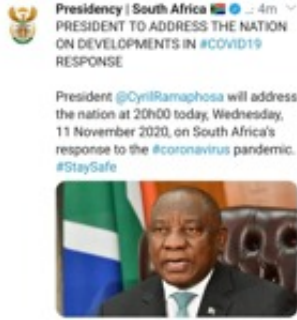 Presidency | South Africa 4m
PRESIDENT TO ADDRESS THE NATION
ON DEVELOPMENTS IN #COVID19
RESPONSE
President @CyrilRamaphosa will address
the nation at 20h00 today, Wednesday,
11 November 2020, on South Africa's
response to the #coronavirus pandemic.
#StaySafe